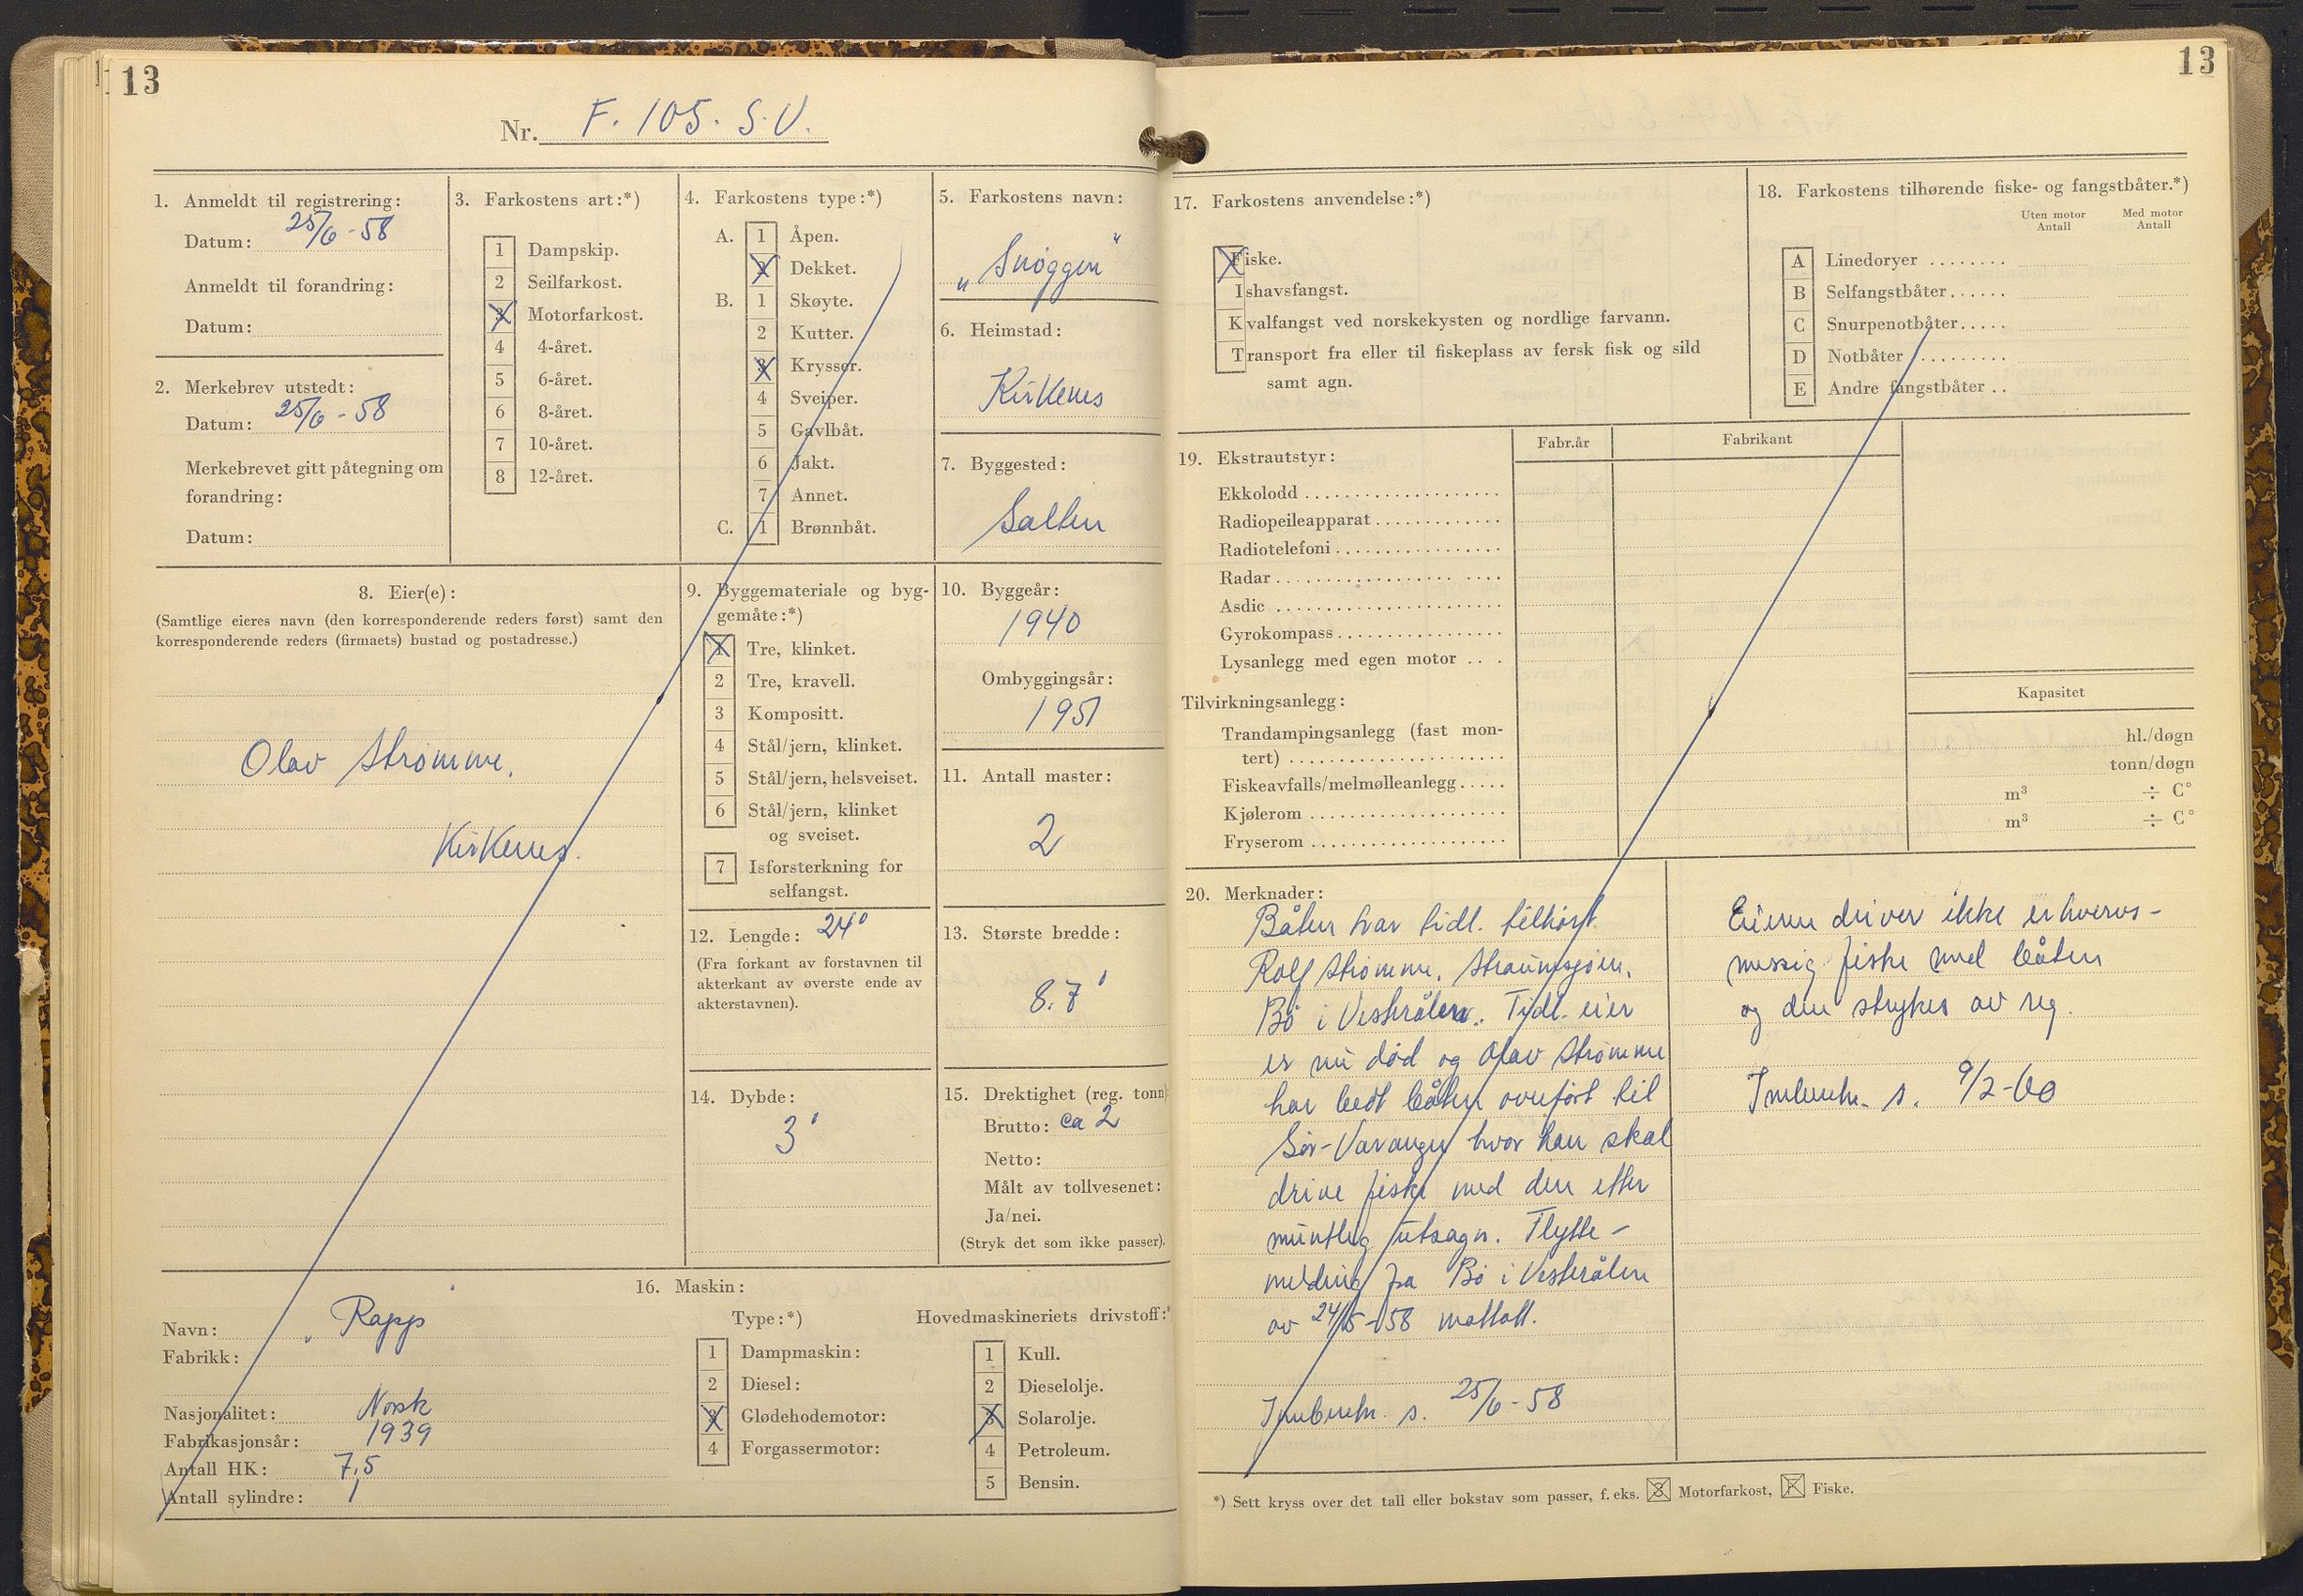 13
Nr. F. 105. S.V.
1. Anmeldt til registrering:
Datum: 25/6-58
Anmeldt til forandring:
Datum:
2. Merkebrev utstedt:
Datum: 25/6-58
Merkebrevet gitt påtegning om
forandring:
Datum:
3. Farkostens art:*)
1 Dampskip.
2 Seilfarkost.
3 Motorfarkost.
4 4-året.
5 6-året.
6 8-året.
7 10-året.
8 12-året.
4. Farkostens type:*)
A. 1 Åpen.
2 Dekket.
B. 1 Skøyte.
2 Kutter.
3 Krysser.
4 Sveiper.
5 Gavlbåt.
6 Jakt.
7 Annet.
C. 1 Brønnbåt.
5. Farkostens navn:
„Snøggen"
6. Heimstad:
Kirkenes
7. Byggested:
Salten
8. Eier(e):
(Samtlige eieres navn (den korresponderende reders først) samt den
korresponderende reders (firmaets) bustad og postadresse.)
Olav Strømme.
Kirkenes.
9. Byggemateriale og byg-
gemåte:*)
1 Tre, klinket.
2 Tre, kravell.
3 Kompositt.
4 Stål/jern, klinket.
5 Stål/jern, helsveiset.
6 Stål/jern, klinket
og sveiset.
7 Isforsterkning for
selfangst.
10. Byggeår:
1940
Ombyggingsår:
1951
11. Antall master:
2
12. Lengde: 24'
(Fra forkant av forstavnen til
akterkant av øverste ende av
akterstavnen).
13. Største bredde:
8.7'
14. Dybde:
3'
15. Drektighet (reg. tonn)
Brutto: ca 2
Netto:
Målt av tollvesenet:
Ja/nei.
(Stryk det som ikke passer).
16. Maskin:
Navn: Rapp
Fabrikk:
Nasjonalitet: Norsk
Fabrikasjonsår: 1939
Antall HK: 7,5
Antall sylindre: 1
Type:*)
1 Dampmaskin:
2 Diesel:
3 Glødehodemotor:
4 Forgassermotor:
Hovedmaskineriets drivstoff:*
1 Kull.
2 Dieselolje.
3 Solarolje.
4 Petroleum.
5 Bensin.
13
17. Farkostens anvendelse:*)
Fiske.
Ishavsfangst.
Kvalfangst ved norskekysten og nordlige farvann.
Transport fra eller til fiskeplass av fersk fisk og sild
samt agn.
18. Farkostens tilhørende fiske- og fangstbåter.*)
Uten motor Antall
Med motor Antall
A Linedoryer
B Selfangstbåter
C Snurpenotbåter
D Notbåter
E Andre fangstbåter
19. Ekstrautstyr:
Fabr.år
Fabrikant
Ekkolodd
Radiopeileapparat
Radiotelefoni
Radar
Asdic
Gyrokompass
Lysanlegg med egen motor
Tilvirkningsanlegg:
Kapasitet
Trandampingsanlegg (fast mon-
tert) hl./døgn
Fiskeavfalls/melmølleanlegg tonn/døgn
Kjølerom m³ ÷ C°
Fryserom m³ ÷ C°
20. Merknader:
Båten har tidl. tilhørt
Rolf Strømme, Straumsjøen,
Bø i Vesterålen. Tidl. eier
er nu død og Olav Strømme
har bedt båten overført til
Sør-Varanger hvor han skal
drive fiske med den etter
muntlig utsagn. Flytte-
melding fra Bø i Vesterålen
av 24/5-58 mottatt.
Innberetn. s. 25/6-58
Eieren driver ikke erhvervs-
messig fiske med båten
og den strykes av reg.
Innberetn. s. 9/2-60
*) Sett kryss over det tall eller bokstav som passer, f. eks. 3 Motorfarkost, F Fiske.